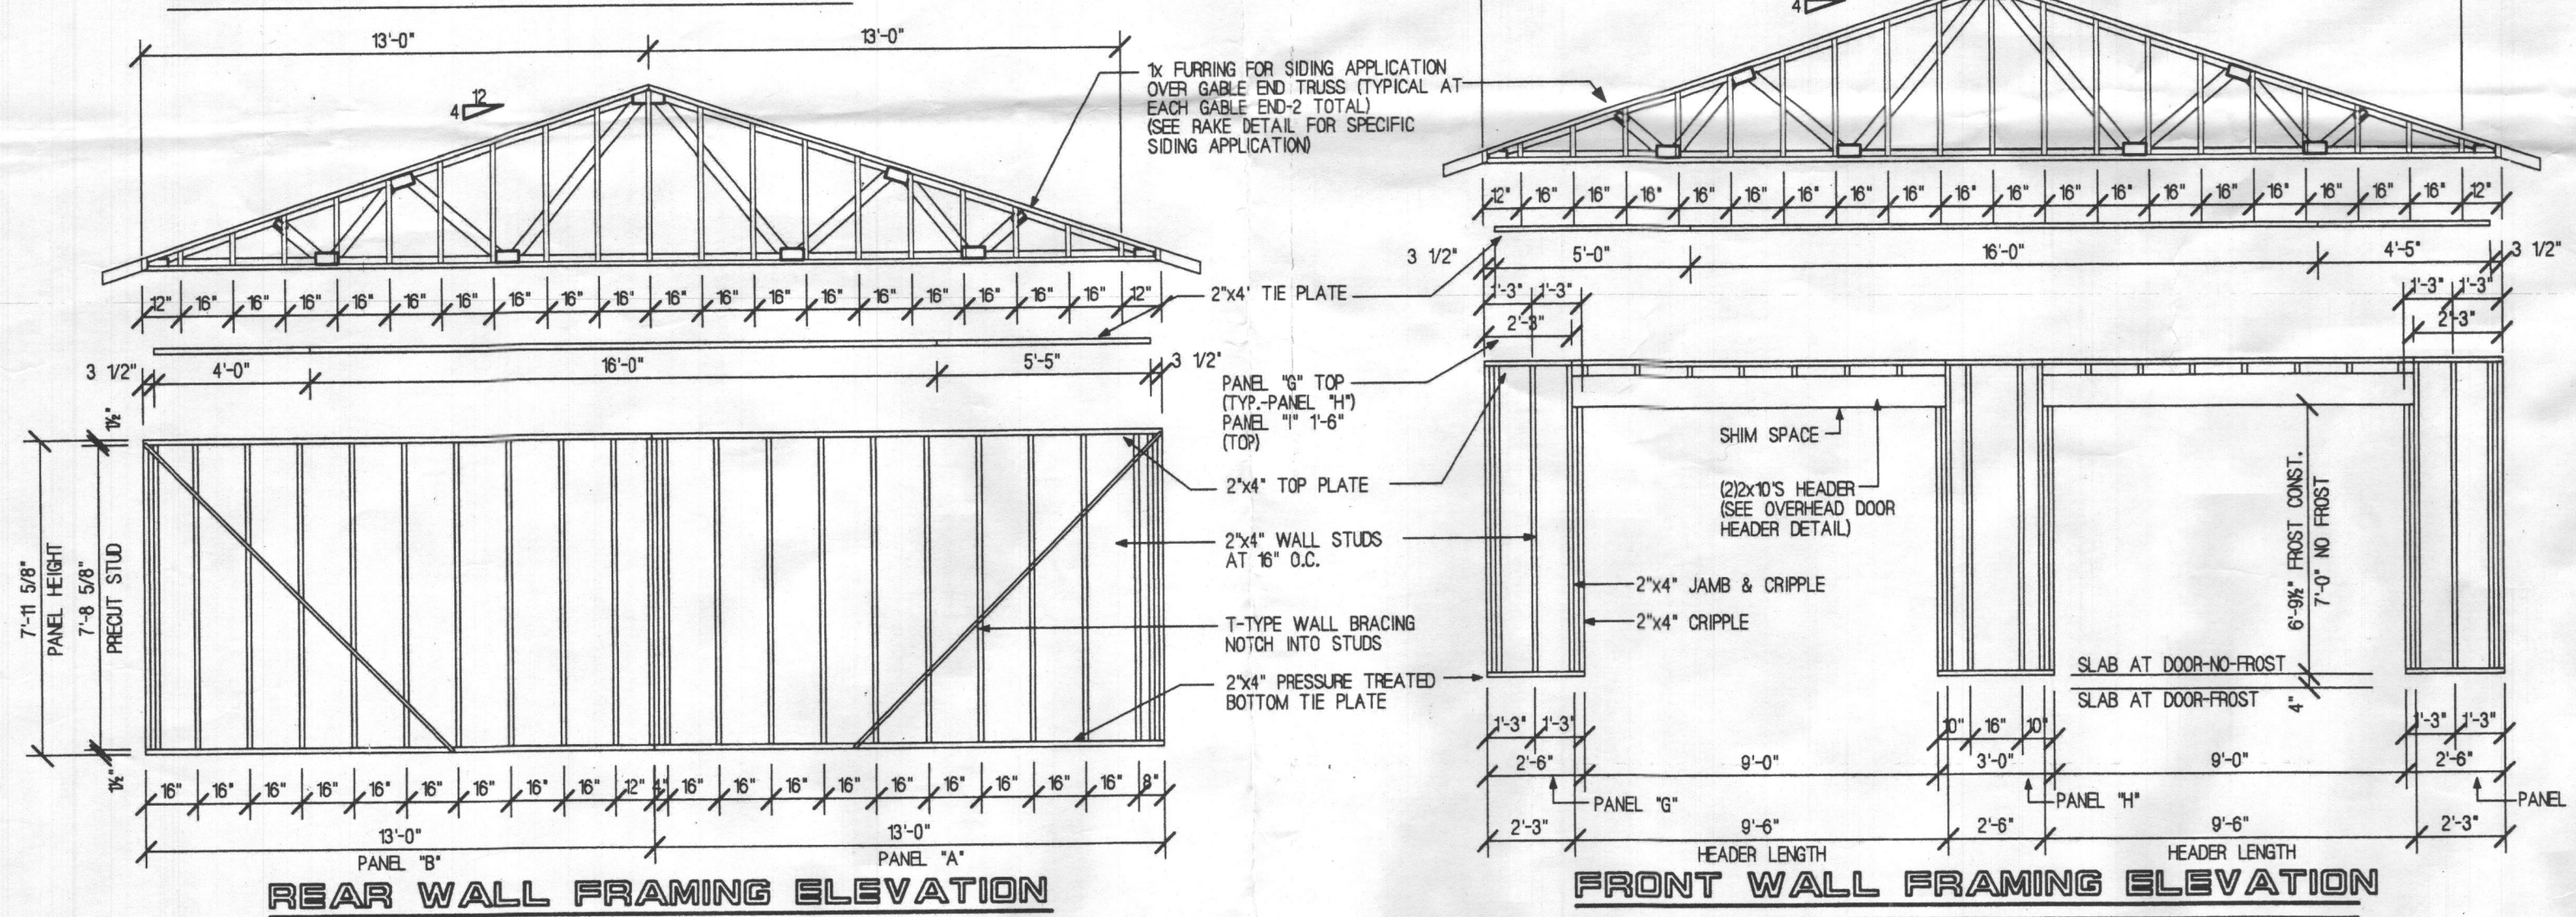 13'-0" 13'-0"
12
4
4
1x FURRING FOR SIDING APPLICATION
OVER GABLE END TRUSS (TYPICAL AT
EACH GABLE END-2 TOTAL)
(SEE RAKE DETAIL FOR SPECIFIC
SIDING APPLICATION)
12" 16" 16" 16" 16" 16" 16" 16" 16" 16" 16" 16" 16" 16" 16" 16" 16" 16" 16" 12"
2"x4' TIE PLATE
3 1/2" 4'-0" 16'-0" 5'-5" 3 1/2"
1½"
7'-11 5/8"
PANEL HEIGHT
7'-8 5/8"
PRECUT STUD
1½"
PANEL "G" TOP
(TYP.-PANEL "H")
PANEL "I" 1'-6"
(TOP)
2"x4" TOP PLATE
2"x4" WALL STUDS
AT 16" O.C.
T-TYPE WALL BRACING
NOTCH INTO STUDS
2"x4" PRESSURE TREATED
BOTTOM TIE PLATE
16" 16" 16" 16" 16" 16" 16" 16" 16" 12" 4" 16" 16" 16" 16" 16" 16" 16" 16" 16" 8"
13'-0" 13'-0"
PANEL "B" PANEL "A"
REAR WALL FRAMING ELEVATION
12" 16" 16" 16" 16" 16" 16" 16" 16" 16" 16" 16" 16" 16" 16" 16" 16" 16" 16" 12"
3 1/2" 5'-0" 16'-0" 4'-5" 3 1/2"
1'-3" 1'-3" 1'-3" 1'-3"
2'-3" 2'-3"
SHIM SPACE
(2)2x10'S HEADER
(SEE OVERHEAD DOOR
HEADER DETAIL)
2"x4" JAMB & CRIPPLE
2"x4" CRIPPLE
6'-9½" FROST CONST.
7'-0" NO FROST
SLAB AT DOOR-NO-FROST
SLAB AT DOOR-FROST
4"
1'-3" 1'-3" 10" 16" 10" 1'-3" 1'-3"
2'-6" 9'-0" 3'-0" 9'-0" 2'-6"
PANEL "G" PANEL "H" PANEL
2'-3" 9'-6" 2'-6" 9'-6" 2'-3"
HEADER LENGTH HEADER LENGTH
FRONT WALL FRAMING ELEVATION